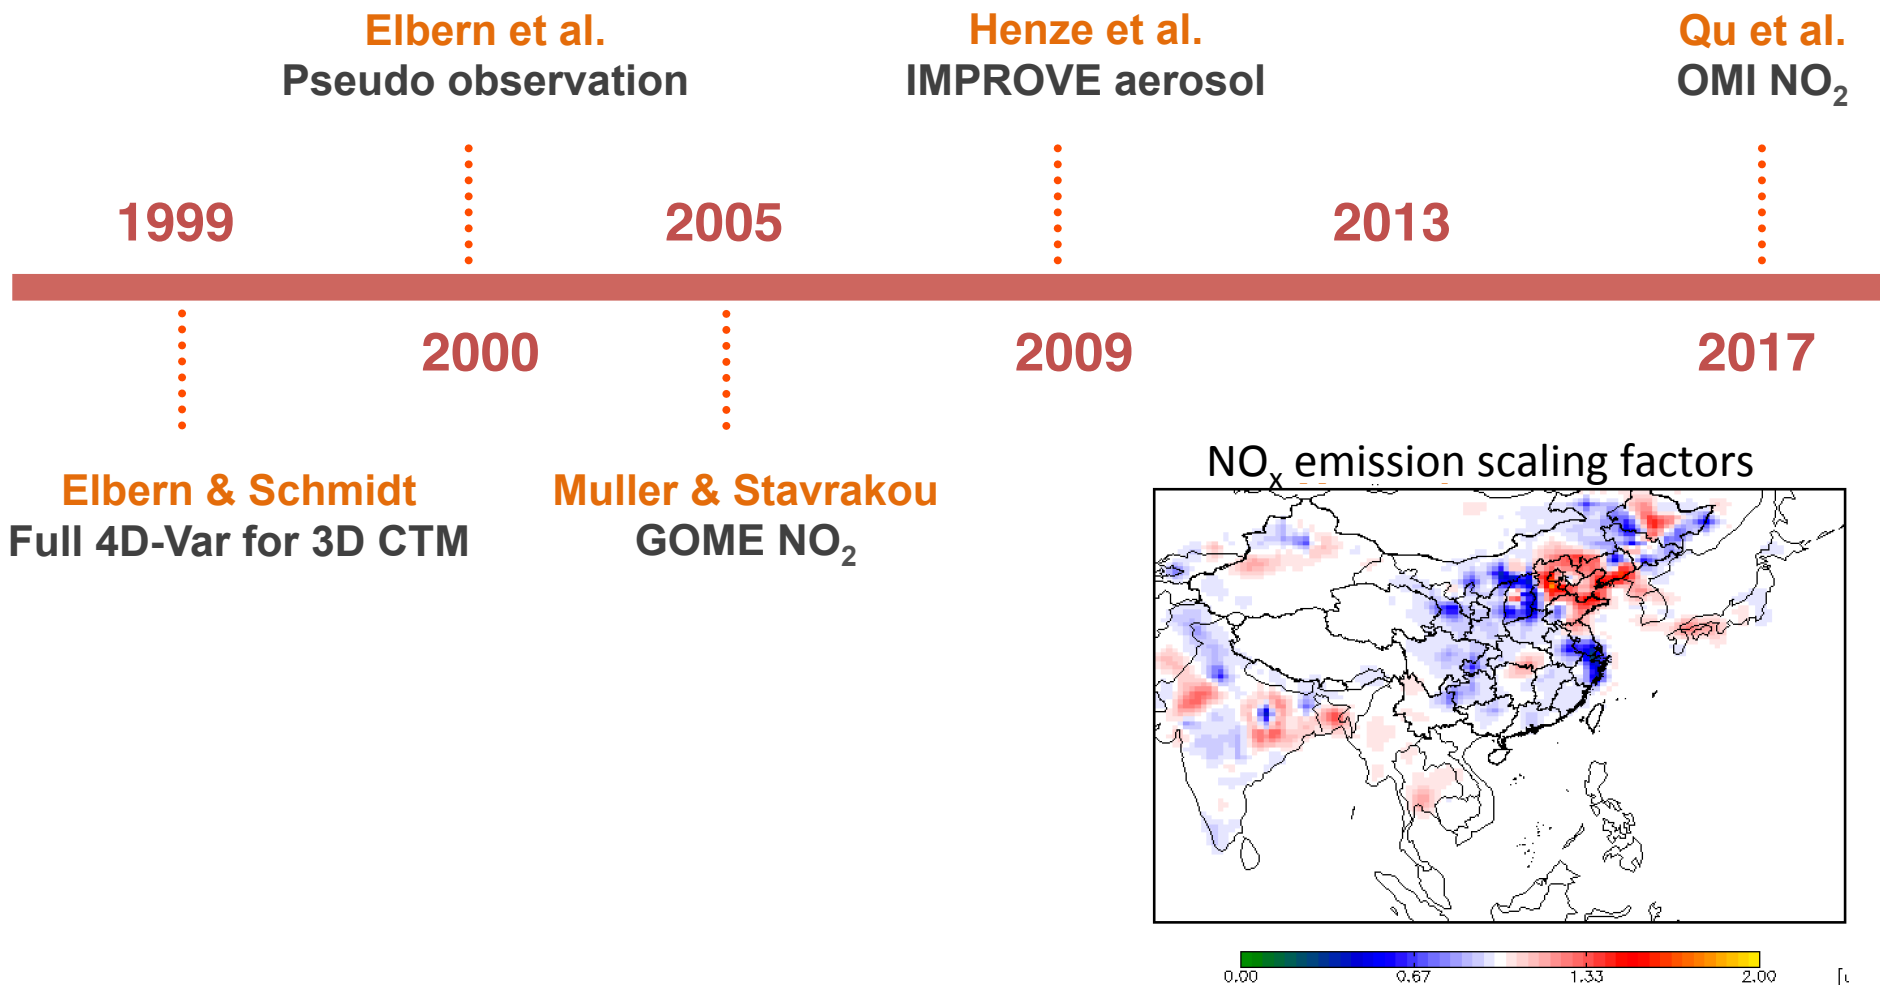 Elbern et al.
Pseudo observation
Henze et al.
IMPROVE aerosol
Qu et al.
OMI NO₂
1999
2005
2013
2000
2009
2017
Elbern & Schmidt
Full 4D-Var for 3D CTM
Muller & Stavrakou
GOME NO₂
NOₓ emission scaling factors
0.00 0.67 1.33 2.00